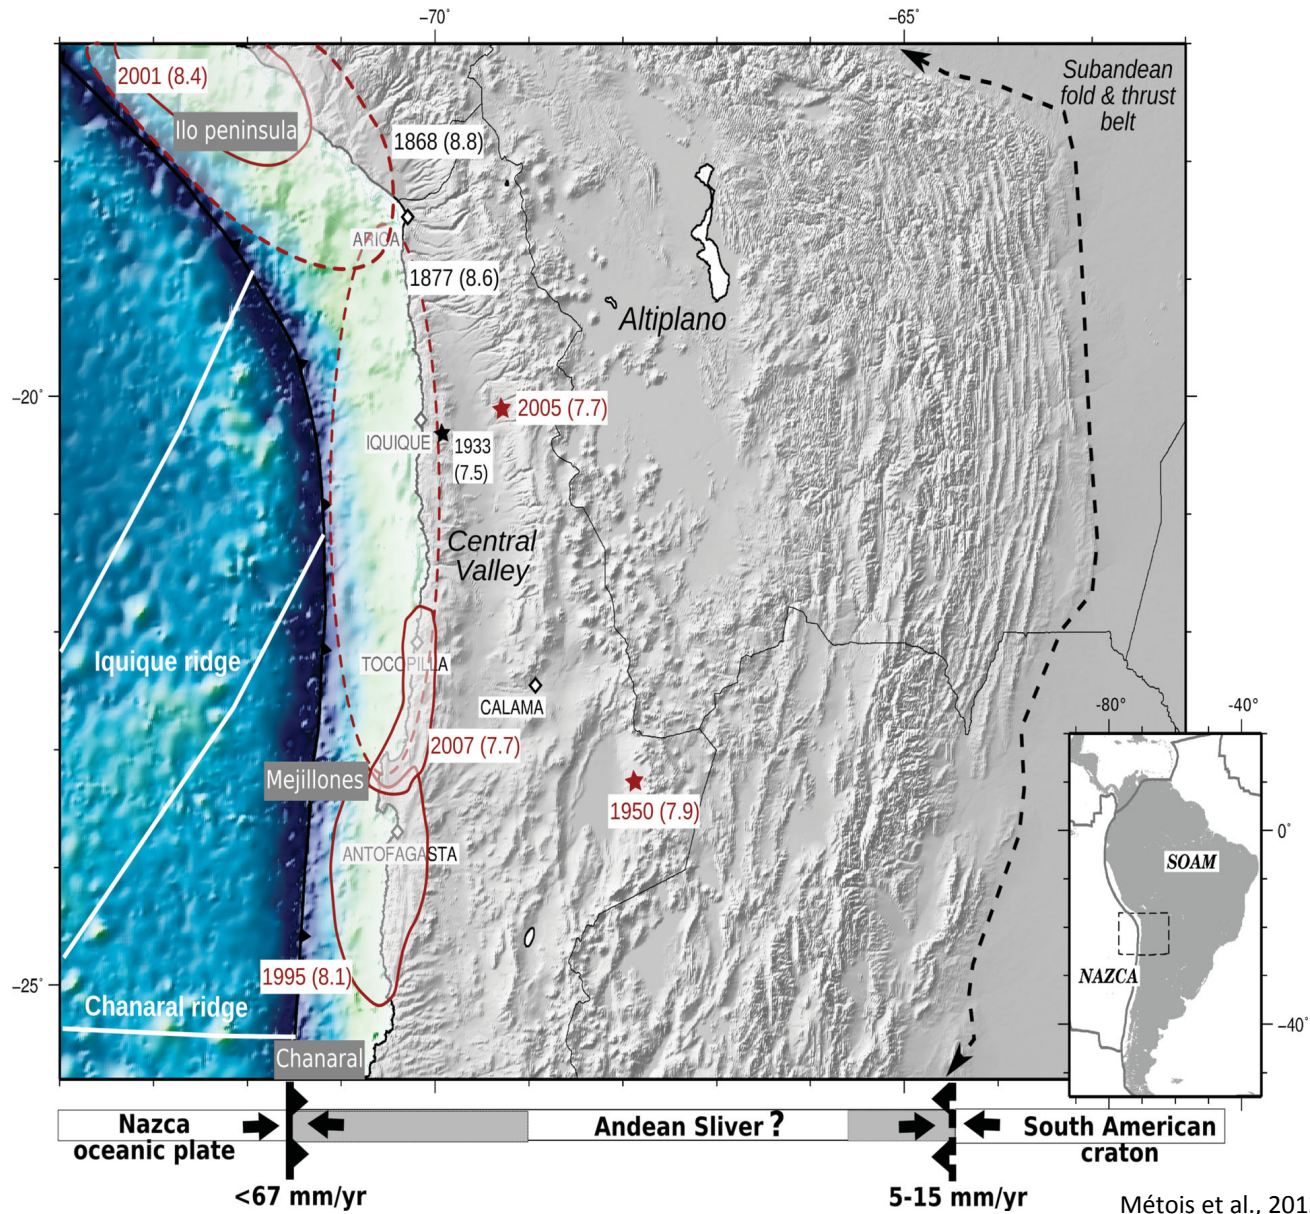 −70°
−65°
2001 (8.4)
Ilo peninsula
1868 (8.8)
Subandean
fold & thrust
belt
ARICA
1877 (8.6)
Altiplano
−20°
2005 (7.7)
IQUIQUE
1933
(7.5)
Central
Valley
Iquique ridge
TOCOPILLA
CALAMA
2007 (7.7)
Mejillones
1950 (7.9)
ANTOFAGASTA
−25°
1995 (8.1)
Chanaral ridge
Chanaral
−80°
−40°
0°
SOAM
NAZCA
−40°
Nazca
oceanic plate
Andean Sliver ?
South American
craton
<67 mm/yr
5-15 mm/yr
Métois et al., 201